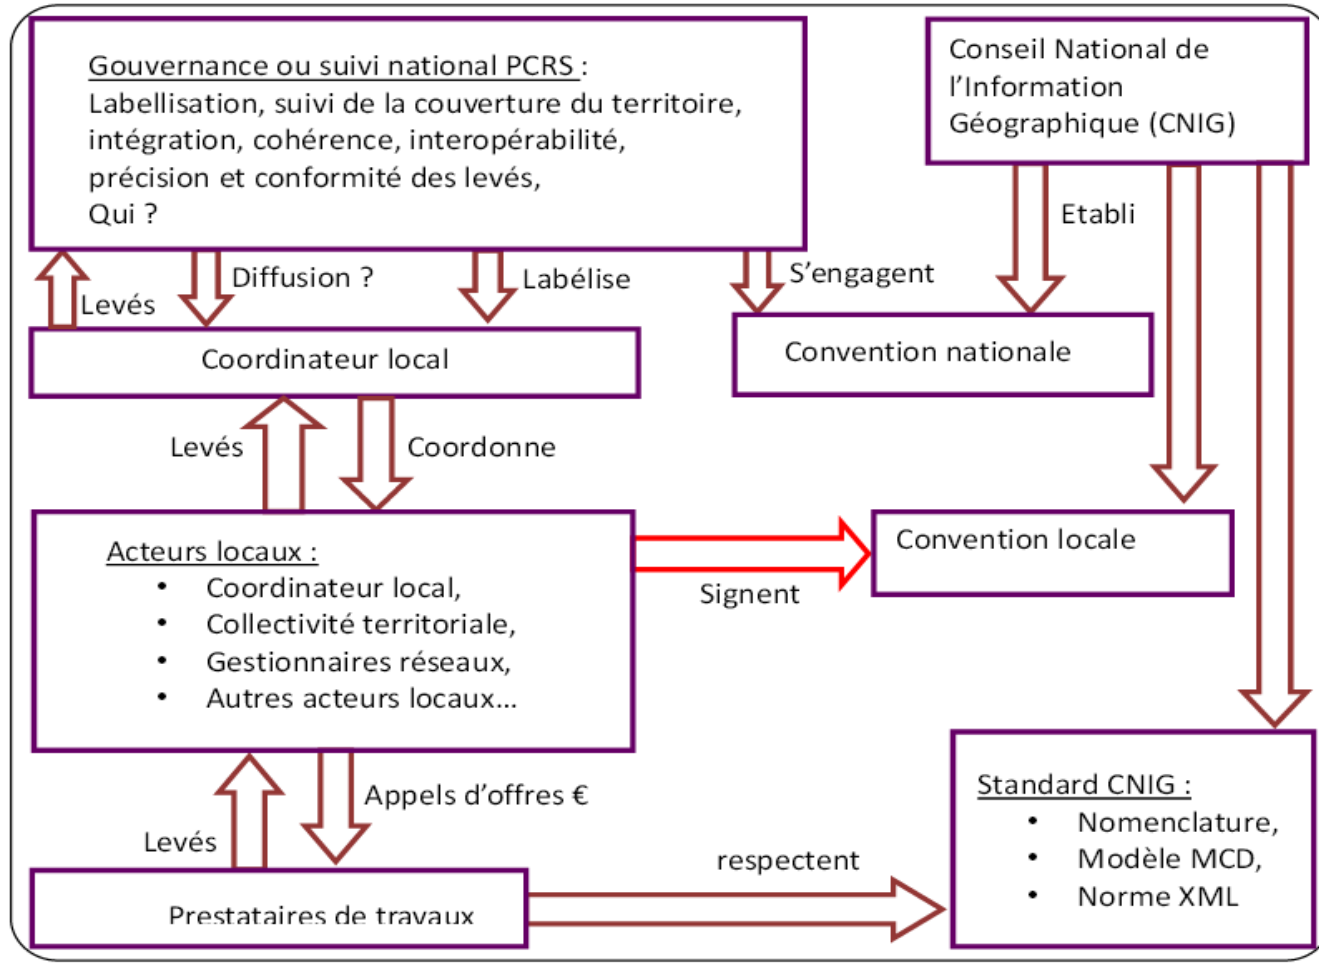 Gouvernance ou suivi national PCRS :
Labellisation, suivi de la couverture du territoire,
intégration, cohérence, interopérabilité,
précision et conformité des levés,
Qui ?
Conseil National de
l’Information
Géographique (CNIG)
Etabli
Levés
Diffusion ?
Labélise
S’engagent
Coordinateur local
Convention nationale
Levés
Coordonne
Acteurs locaux :
• Coordinateur local,
• Collectivité territoriale,
• Gestionnaires réseaux,
• Autres acteurs locaux...
Signent
Convention locale
Levés
Appels d’offres €
Standard CNIG :
• Nomenclature,
• Modèle MCD,
• Norme XML
respectent
Prestataires de travaux